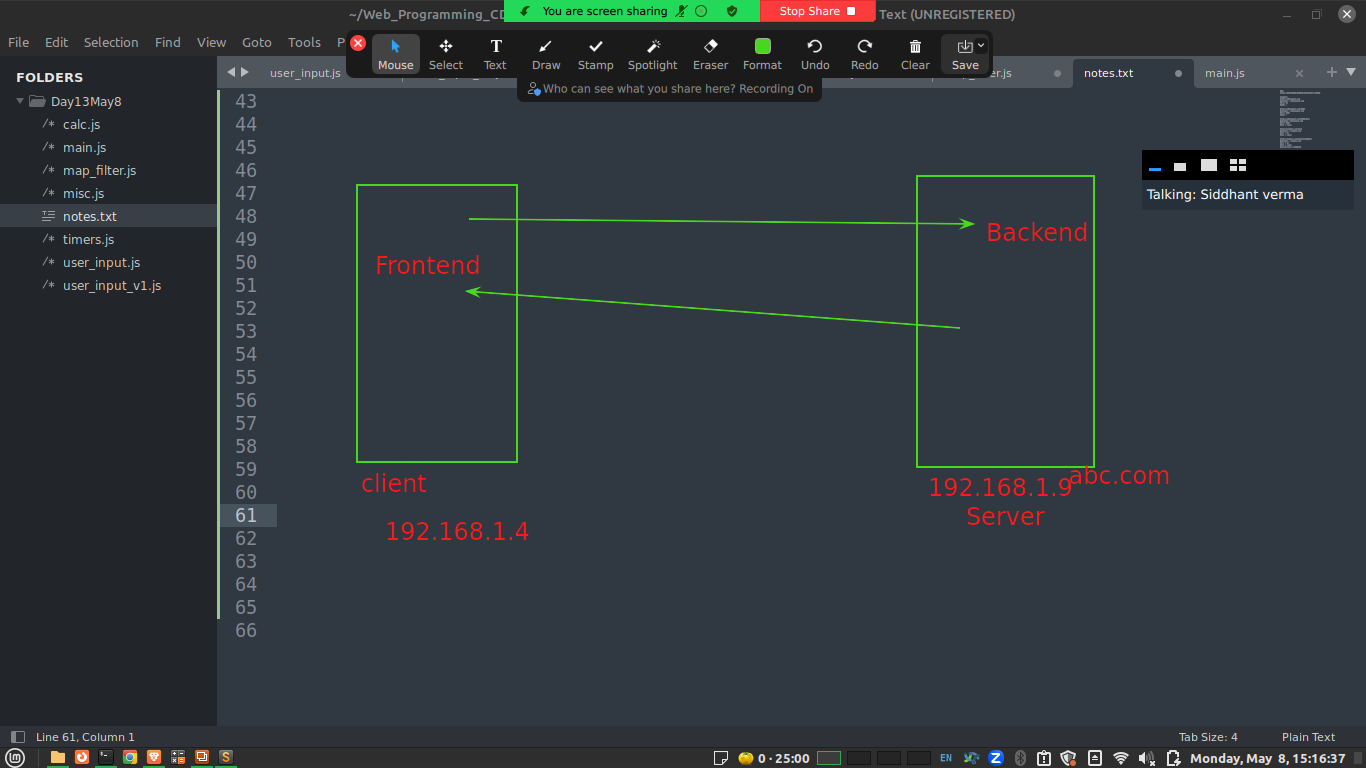 ~/Web_Programming_CD
You are screen sharing
Stop Share
Text (UNREGISTERED)
File Edit Selection Find View Goto Tools P
Mouse Select Text Draw Stamp Spotlight Eraser Format Undo Redo Clear Save
Who can see what you share here? Recording On
FOLDERS
Day13May8
/* calc.js
/* main.js
/* map_filter.js
/* misc.js
notes.txt
/* timers.js
/* user_input.js
/* user_input_v1.js
user_input.js
notes.txt
main.js
43
44
45
46
47
48
49
50
51
52
53
54
55
56
57
58
59
60
61
62
63
64
65
66
Talking: Siddhant verma
Backend
Frontend
client
192.168.1.4
abc.com
192.168.1.9
Server
Line 61, Column 1
Tab Size: 4
Plain Text
0 · 25:00
EN
Monday, May 8, 15:16:37